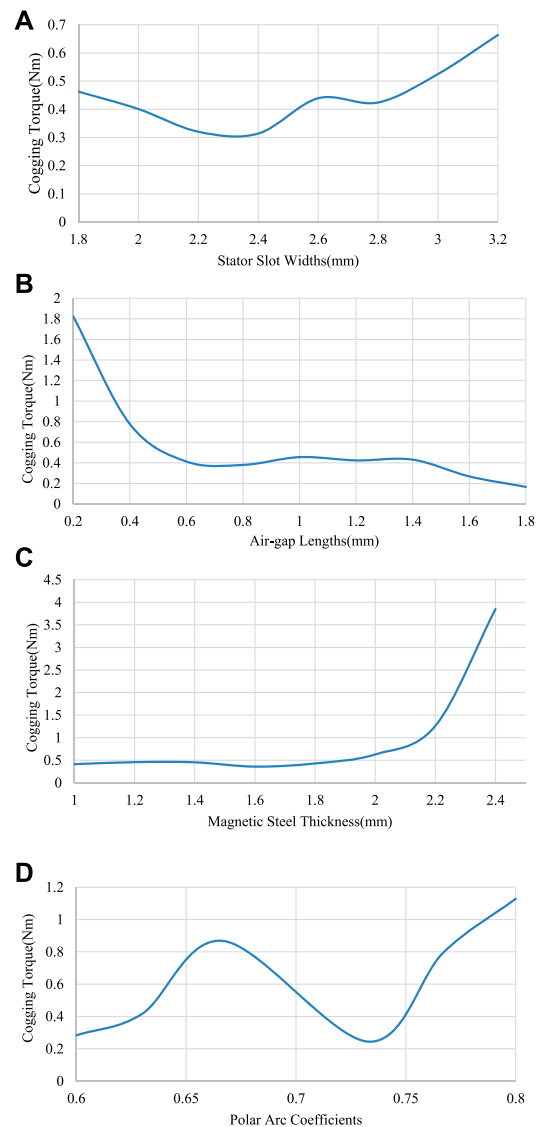 A
Cogging Torque(Nm)
0.7
0.6
0.5
0.4
0.3
0.2
0.1
0
1.8 2 2.2 2.4 2.6 2.8 3 3.2
Stator Slot Widths(mm)
B
Cogging Torque(Nm)
2
1.8
1.6
1.4
1.2
1
0.8
0.6
0.4
0.2
0
0.2 0.4 0.6 0.8 1 1.2 1.4 1.6 1.8
Air-gap Lengths(mm)
C
Cogging Torque(Nm)
4.5
4
3.5
3
2.5
2
1.5
1
0.5
0
1 1.2 1.4 1.6 1.8 2 2.2 2.4
Magnetic Steel Thickness(mm)
D
Cogging Torque(Nm)
1.2
1
0.8
0.6
0.4
0.2
0
0.6 0.65 0.7 0.75 0.8
Polar Arc Coefficients